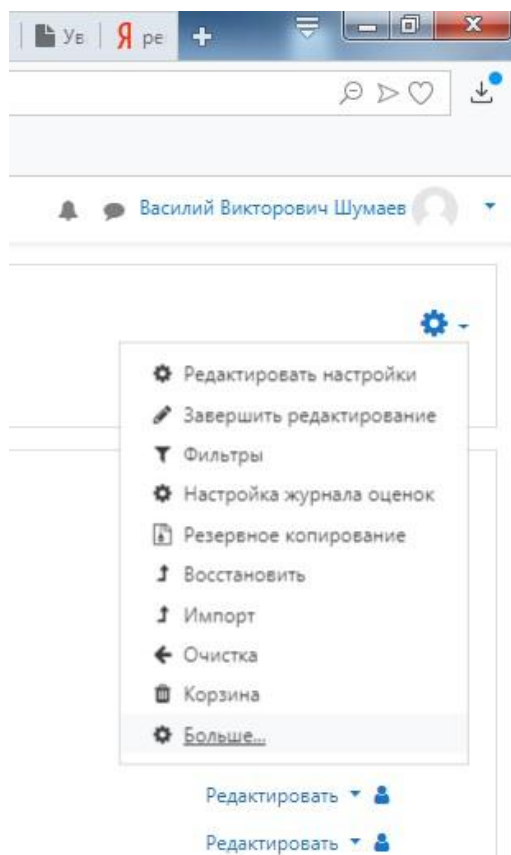 Ув Я ре
Василий Викторович Шумаев
Редактировать настройки
Завершить редактирование
Фильтры
Настройка журнала оценок
Резервное копирование
Восстановить
Импорт
Очистка
Корзина
Больше...
Редактировать
Редактировать